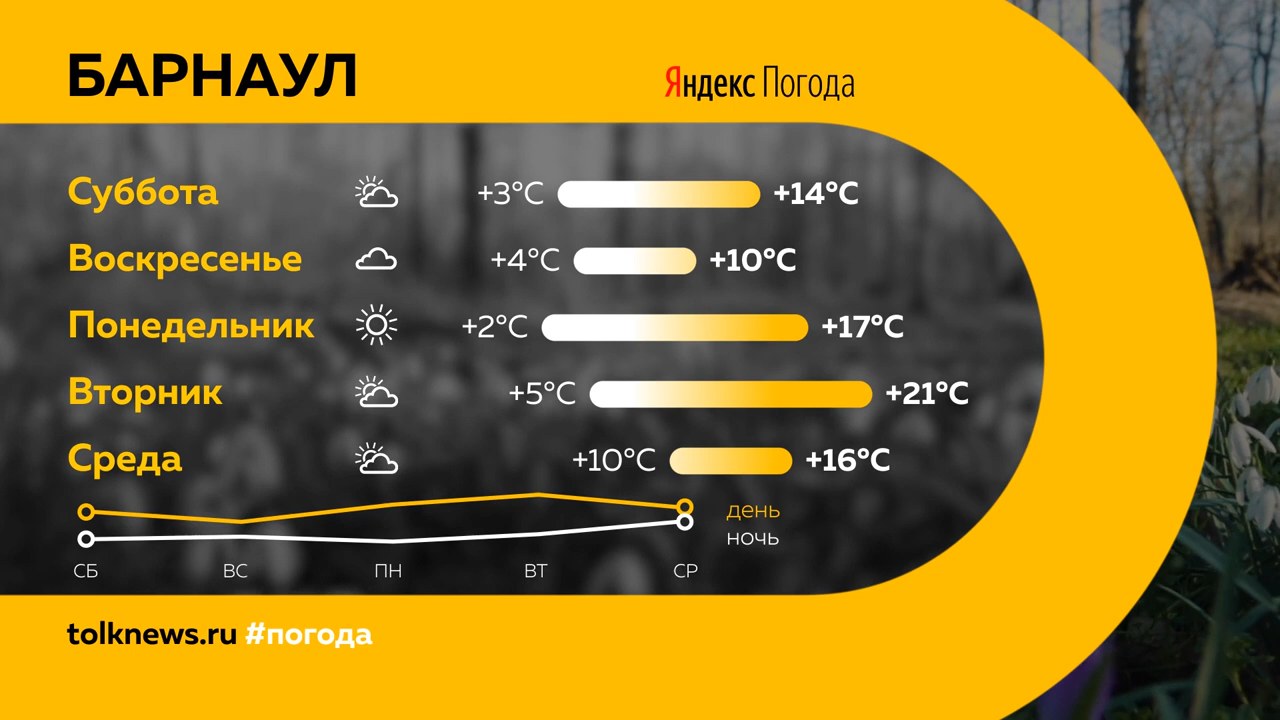 БАРНАУЛ
Яндекс Погода
Суббота +3°C +14°C
Воскресенье +4°C +10°C
Понедельник +2°C +17°C
Вторник +5°C +21°C
Среда +10°C +16°C
день
ночь
СБ ВС ПН ВТ СР
tolknews.ru #погода